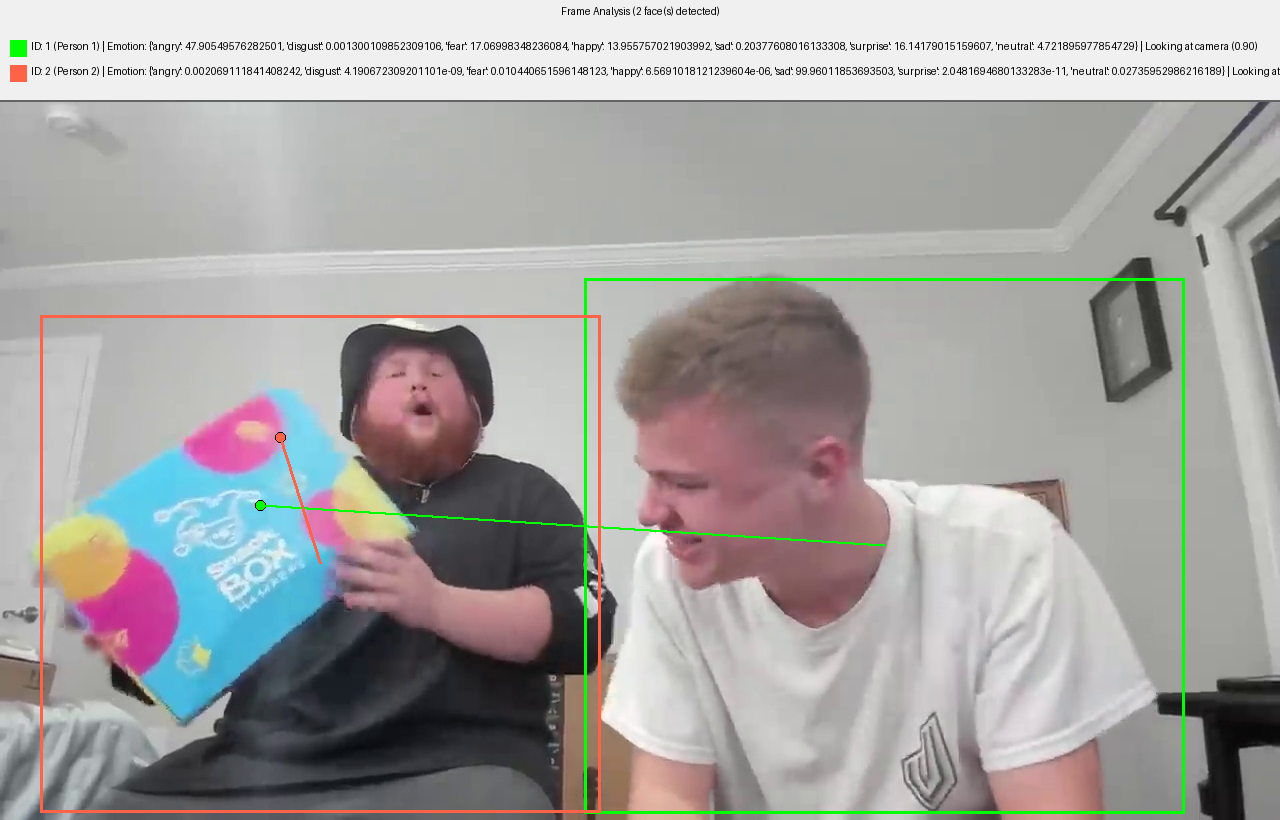 Frame Analysis (2 face(s) detected)
ID: 1 (Person 1) | Emotion: {'angry': 47.90549576282501, 'disgust': 0.001300109852309106, 'fear': 17.06998348236084, 'happy': 13.955757021903992, 'sad': 0.20377608016133308, 'surprise': 16.14179015159607, 'neutral': 4.721895977854729} | Looking at camera (0.90)
ID: 2 (Person 2) | Emotion: {'angry': 0.002069111841408242, 'disgust': 4.190672309201101e-09, 'fear': 0.010440651596148123, 'happy': 6.5691018121239604e-06, 'sad': 99.96011853693503, 'surprise': 2.0481694680133283e-11, 'neutral': 0.02735952986216189} | Looking at
BOX
HAMPERS